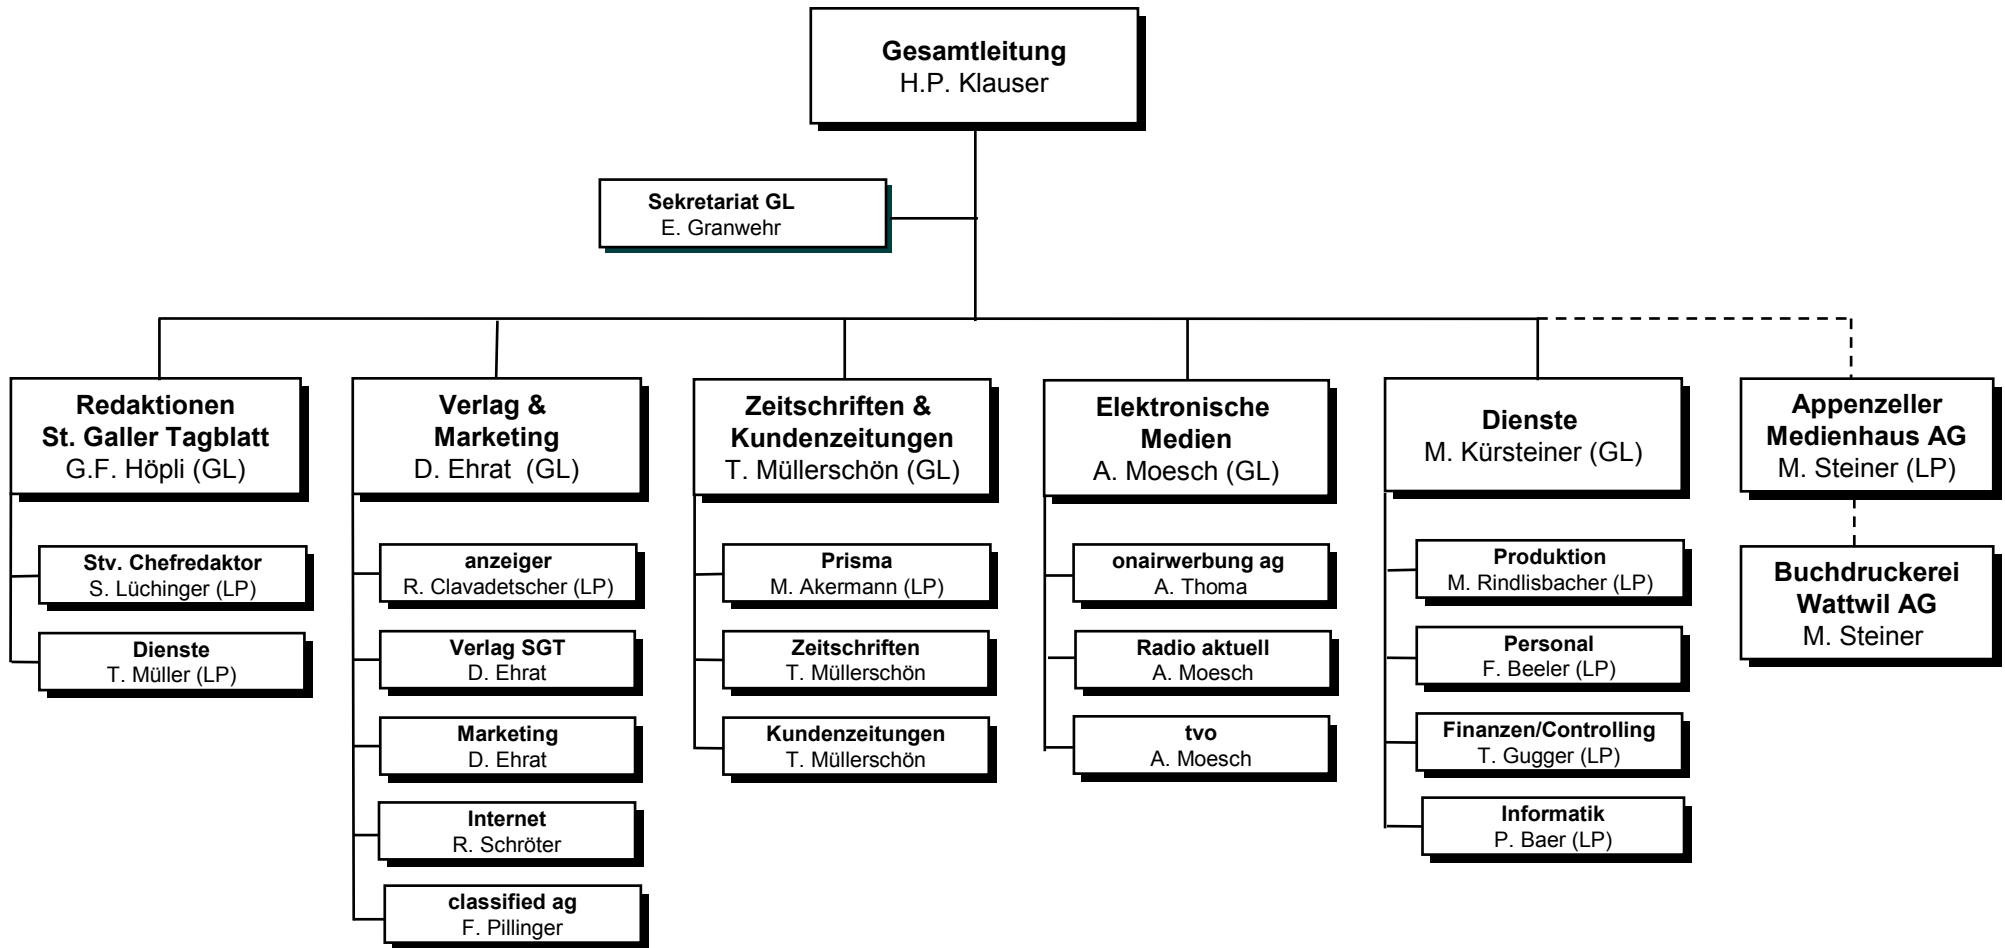 Gesamtleitung
H.P. Klauser
Sekretariat GL
E. Granwehr
Redaktionen
St. Galler Tagblatt
G.F. Höpli (GL)
Stv. Chefredaktor
S. Lüchinger (LP)
Dienste
T. Müller (LP)
Verlag &
Marketing
D. Ehrat (GL)
anzeiger
R. Clavadetscher (LP)
Verlag SGT
D. Ehrat
Marketing
D. Ehrat
Internet
R. Schröter
classified ag
F. Pillinger
Zeitschriften &
Kundenzeitungen
T. Müllerschön (GL)
Prisma
M. Akermann (LP)
Zeitschriften
T. Müllerschön
Kundenzeitungen
T. Müllerschön
Elektronische
Medien
A. Moesch (GL)
onairwerbung ag
A. Thoma
Radio aktuell
A. Moesch
tvo
A. Moesch
Dienste
M. Kürsteiner (GL)
Produktion
M. Rindlisbacher (LP)
Personal
F. Beeler (LP)
Finanzen/Controlling
T. Gugger (LP)
Informatik
P. Baer (LP)
Appenzeller
Medienhaus AG
M. Steiner (LP)
Buchdruckerei
Wattwil AG
M. Steiner